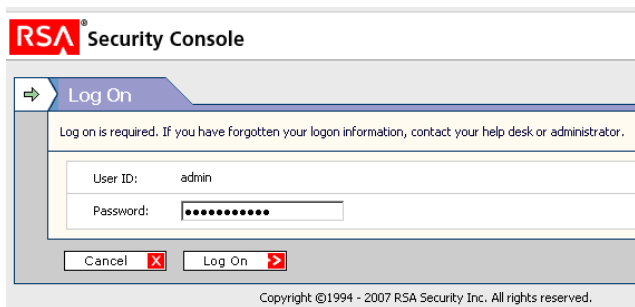 RSA® Security Console
Log On
Log on is required. If you have forgotten your logon information, contact your help desk or administrator.
User ID: admin
Password: •••••••••••
Cancel X Log On >
Copyright ©1994 - 2007 RSA Security Inc. All rights reserved.